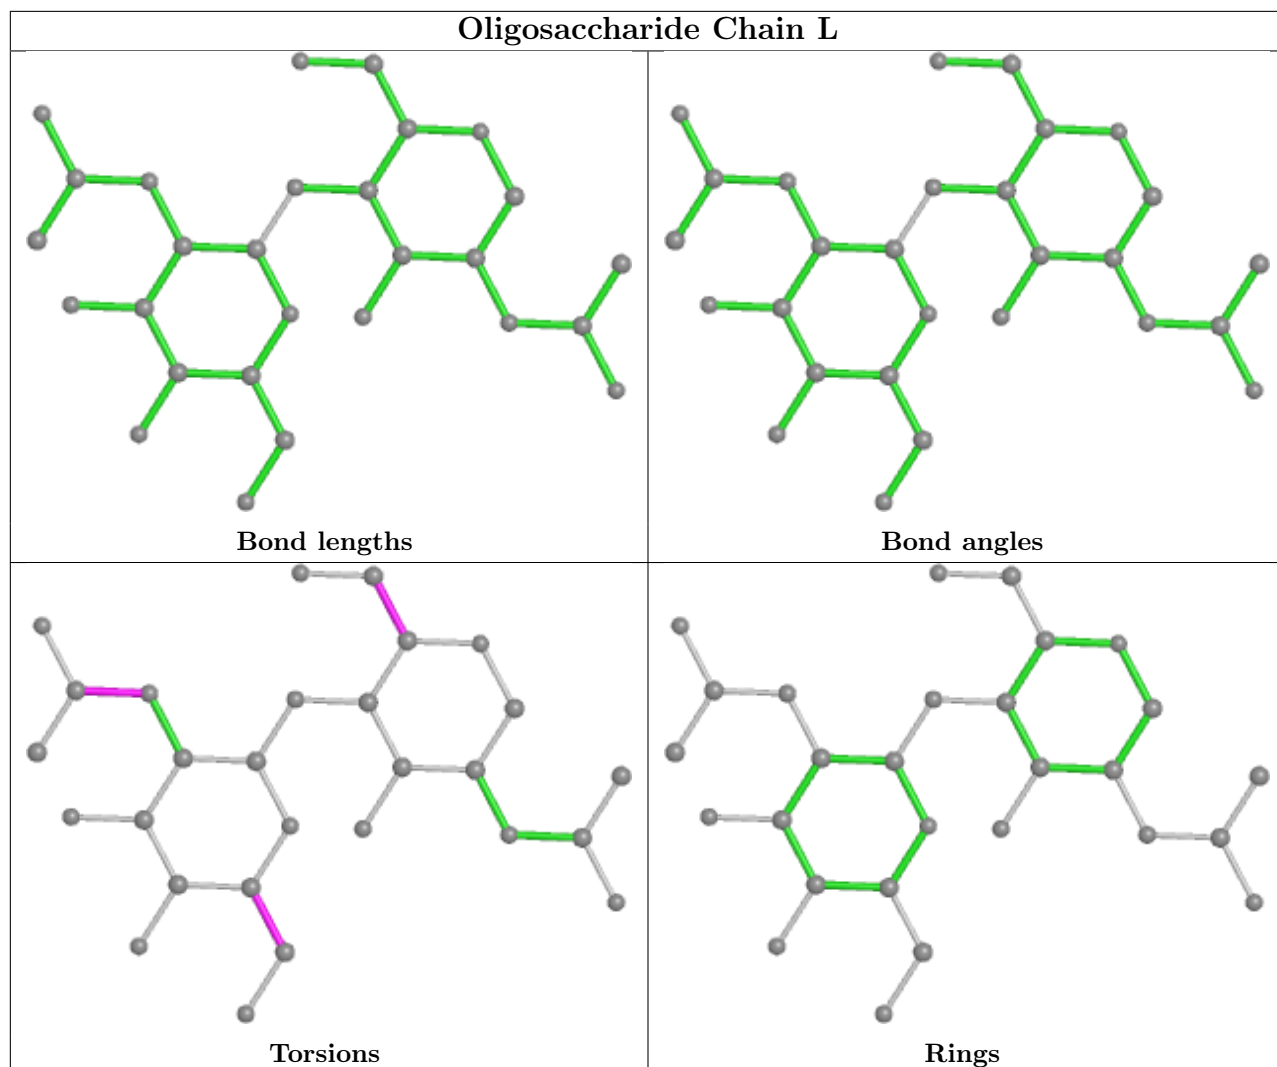 Oligosaccharide Chain L
Bond lengths
Bond angles
Torsions
Rings